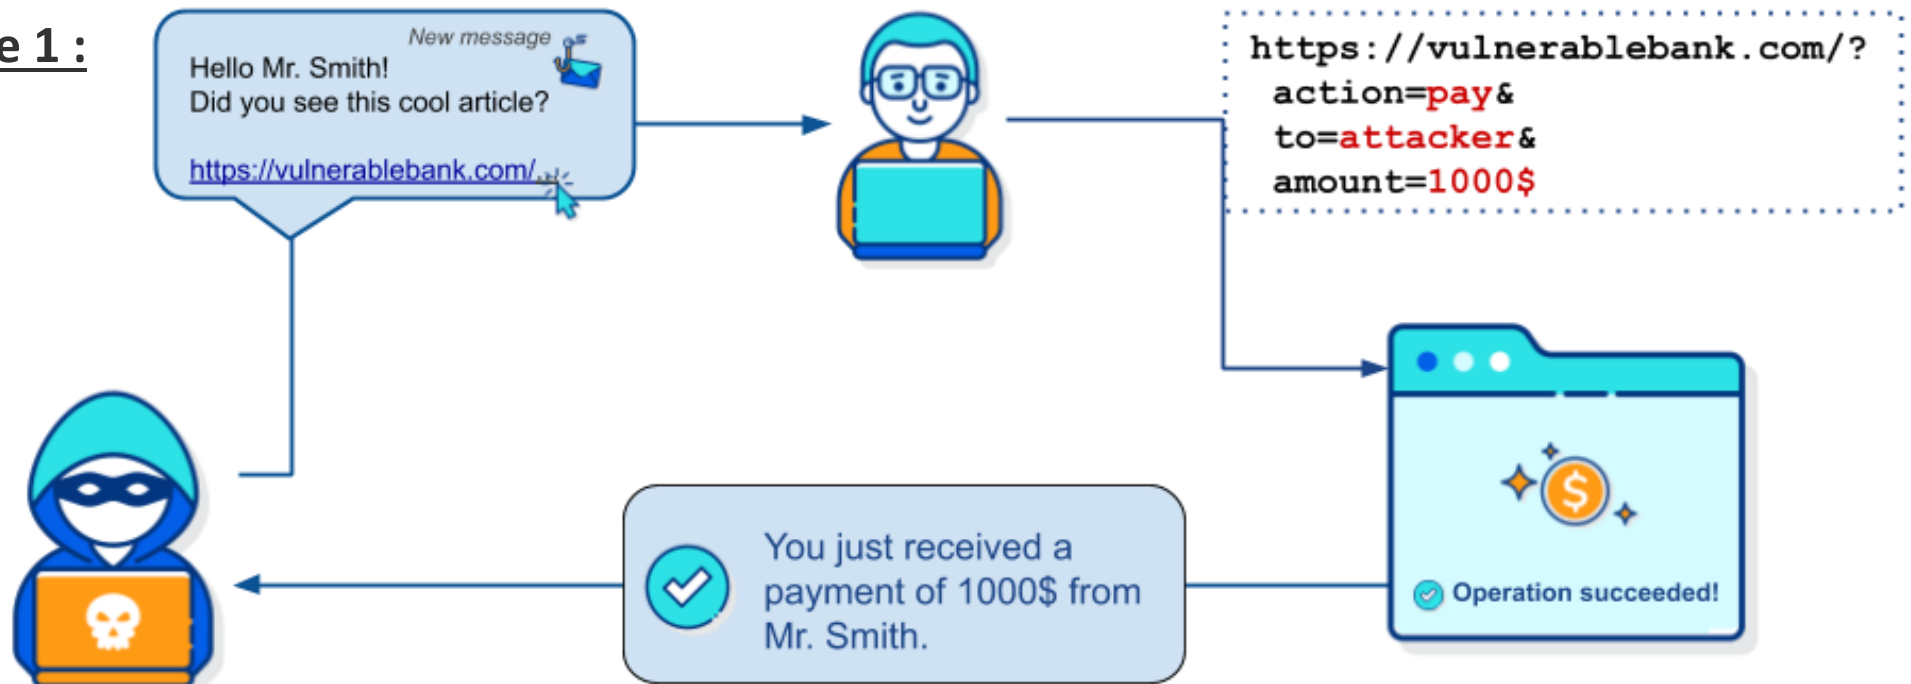 e 1 :
New message
Hello Mr. Smith!
Did you see this cool article?
https://vulnerablebank.com/...
https://vulnerablebank.com/?
action=pay&
to=attacker&
amount=1000$
$
Operation succeeded!
You just received a
payment of 1000$ from
Mr. Smith.